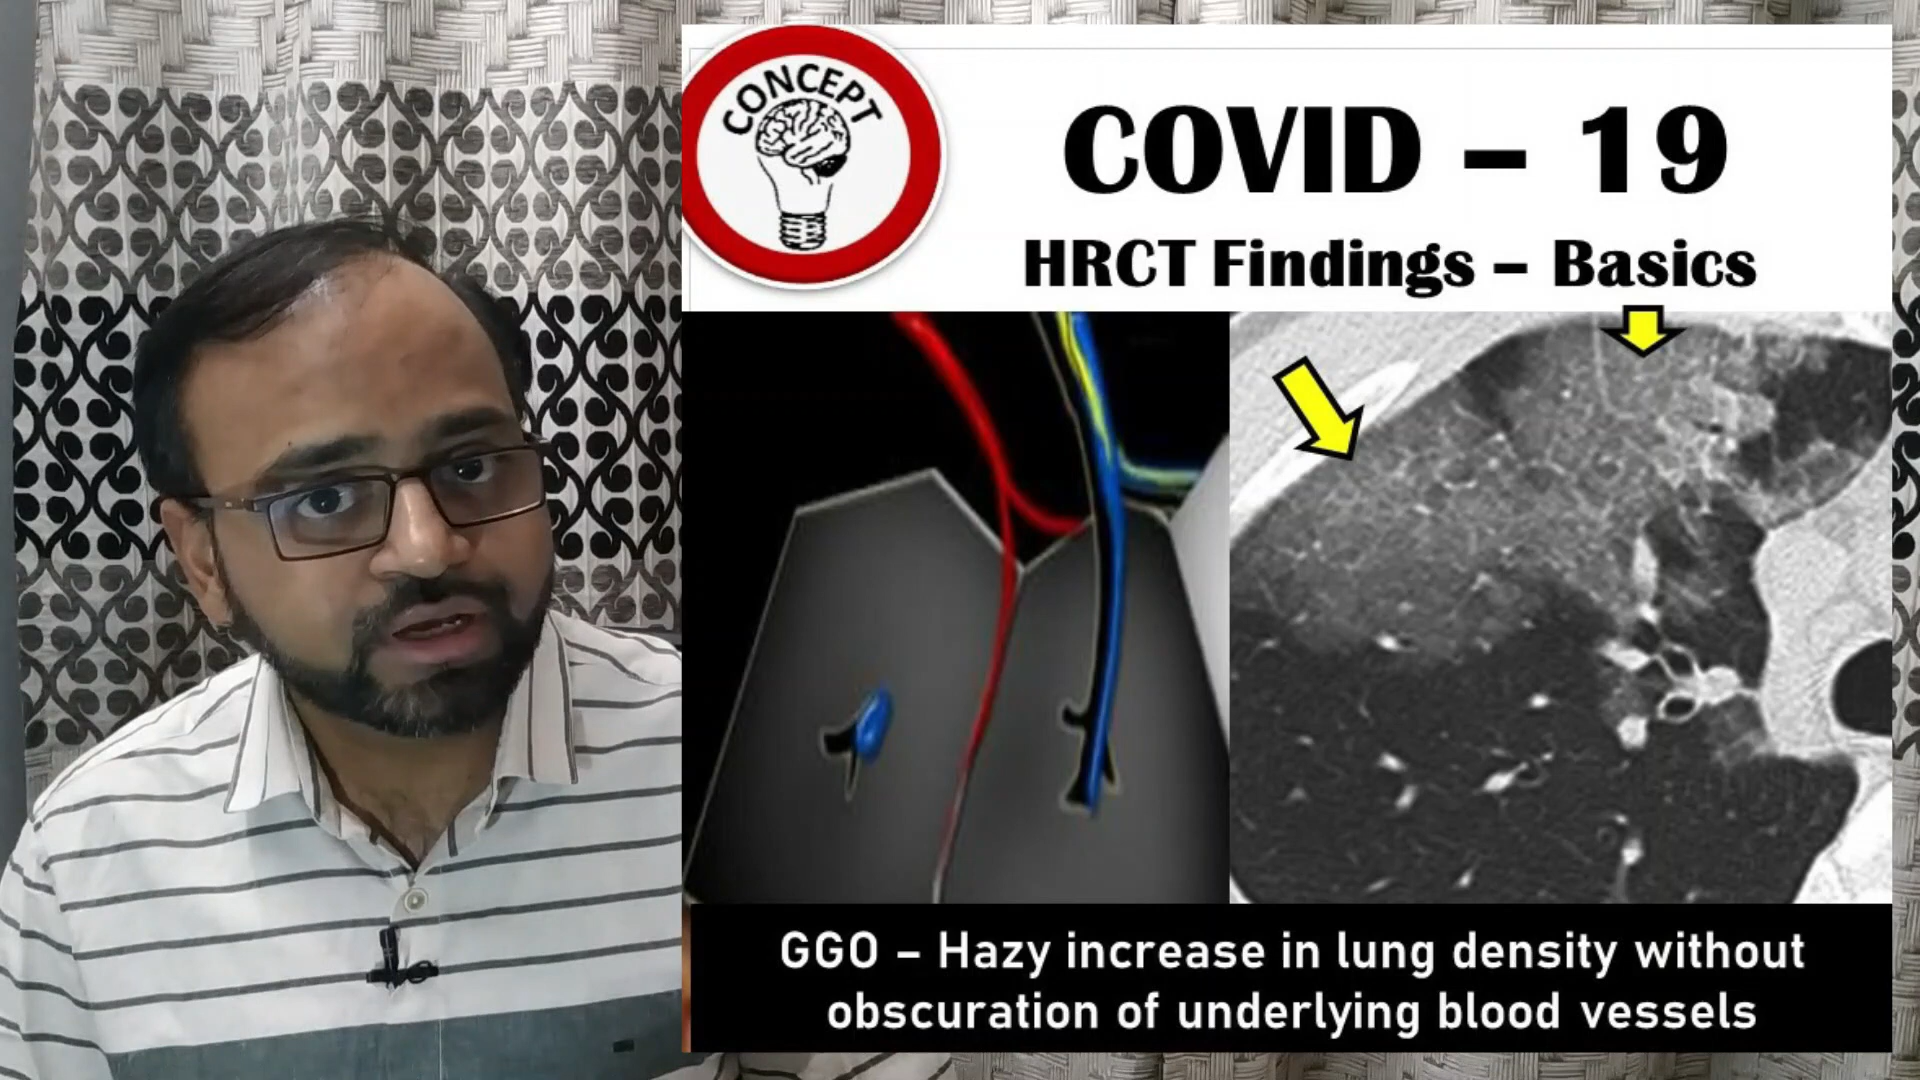 CONCEPT
COVID – 19
HRCT Findings – Basics
GGO – Hazy increase in lung density without
obscuration of underlying blood vessels